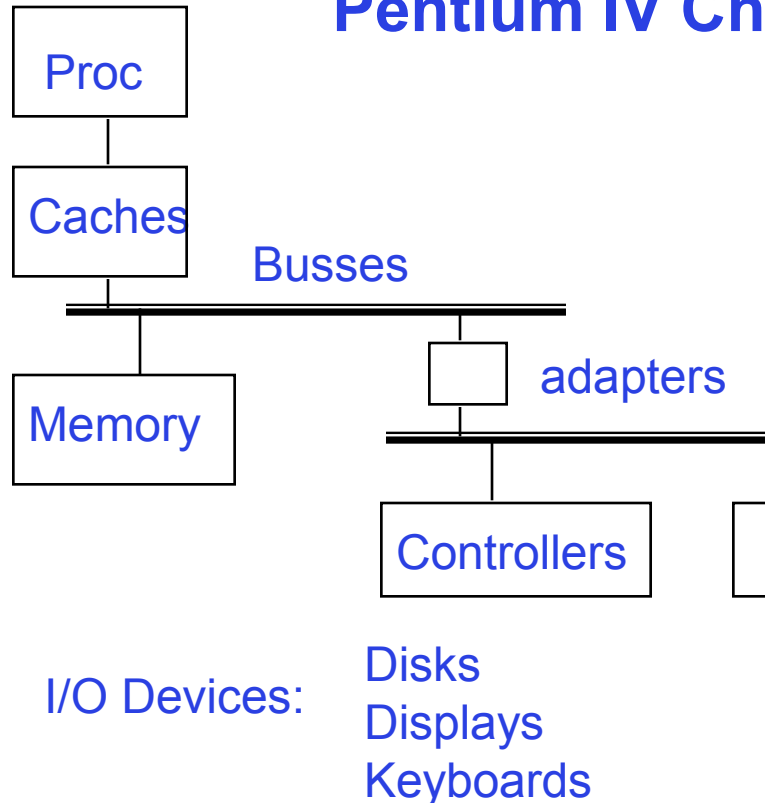 Pentium IV Ch
Proc
Caches
Busses
adapters
Memory
Controllers
I/O Devices:
Disks
Displays
Keyboards